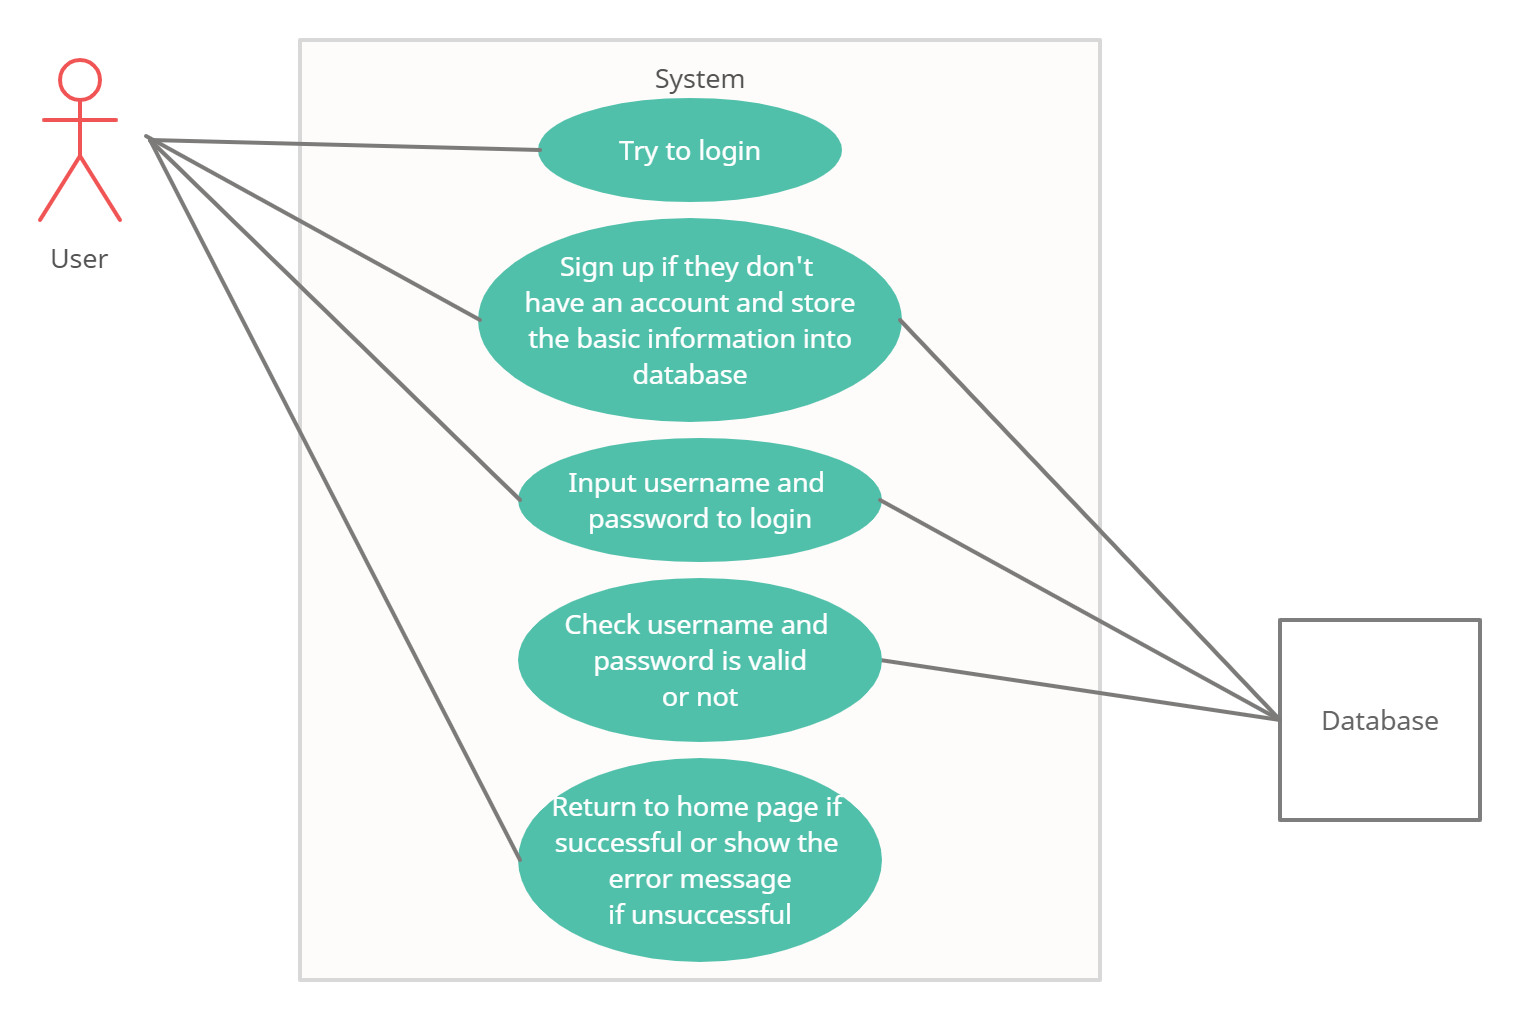 System
Try to login
User
Sign up if they don't
have an account and store
the basic information into
database
Input username and
password to login
Check username and
password is valid
or not
Database
Return to home page if
successful or show the
error message
if unsuccessful